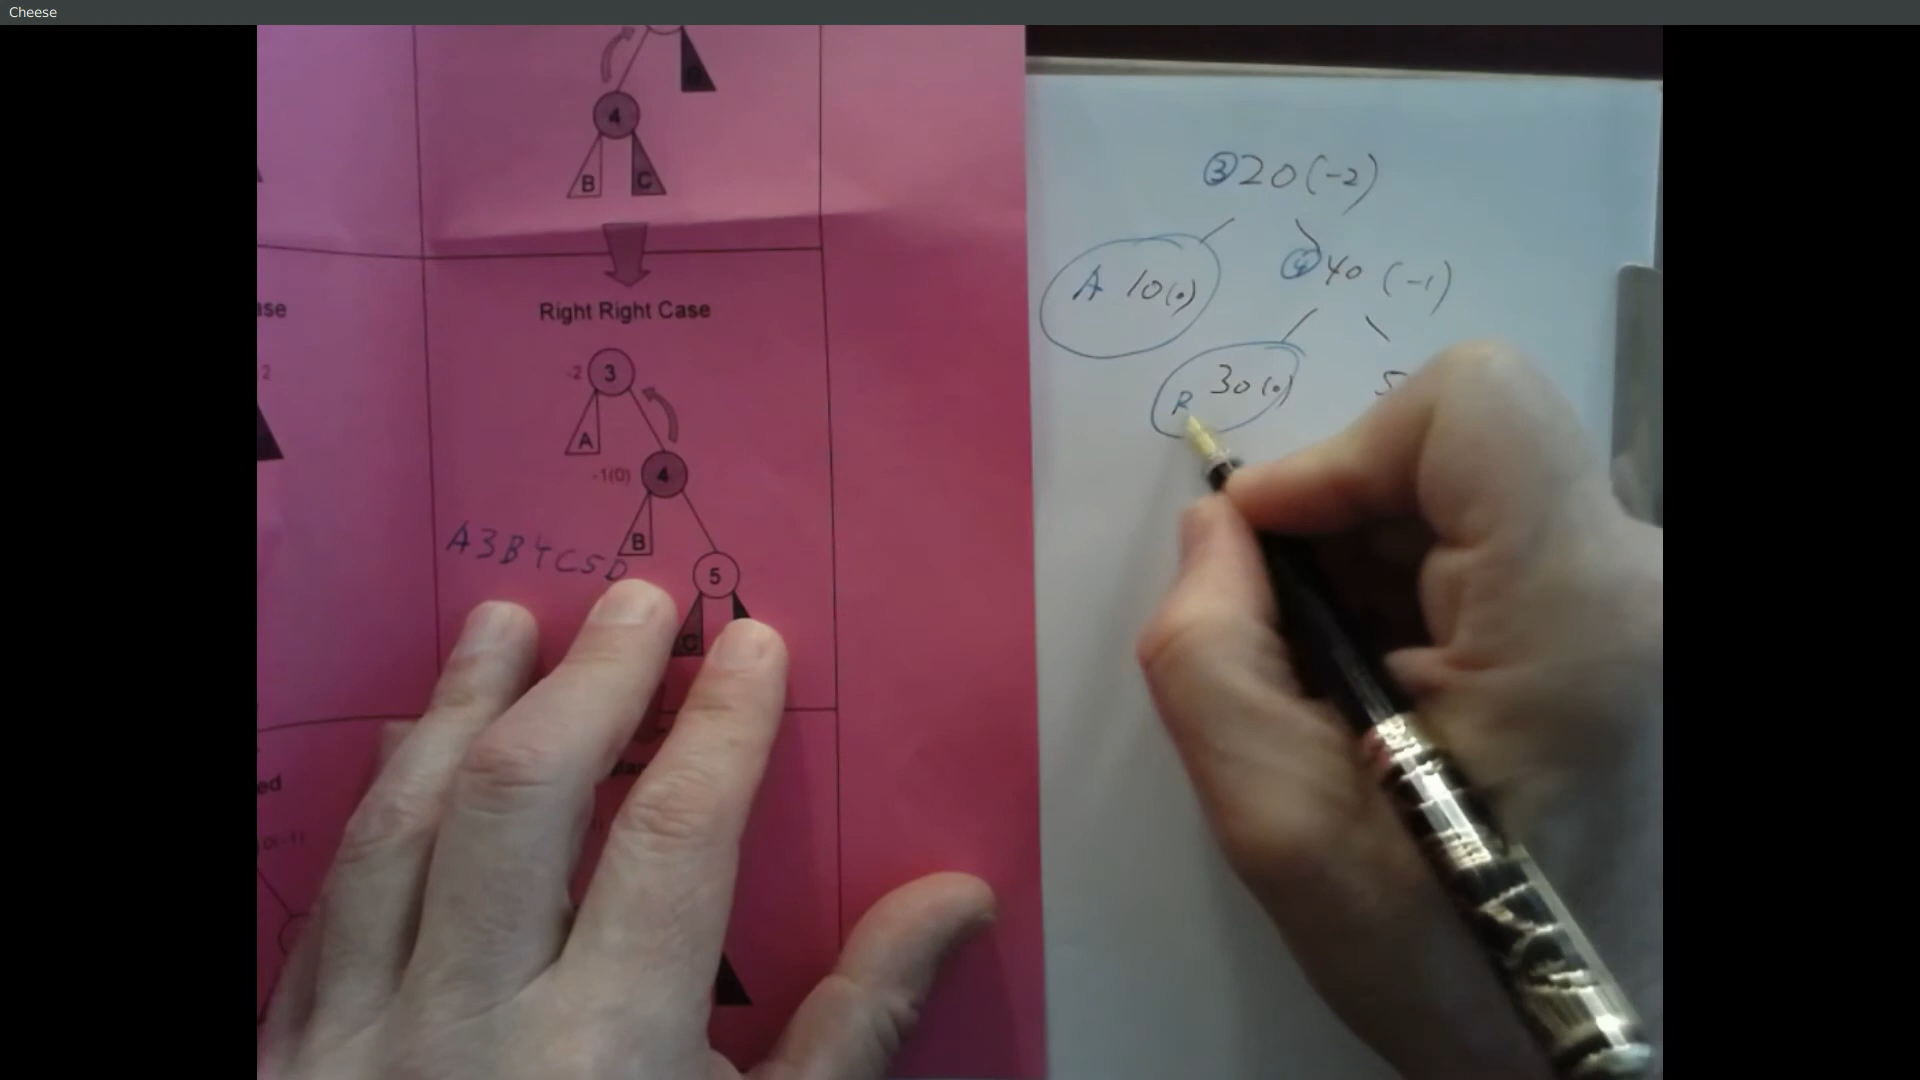 Cheese
4
B
C
Right Right Case
-2
3
A
-1(0)
4
B
5
C
A3B4C5D
2
③20(-2)
A 10(0)
④40 (-1)
30(0)